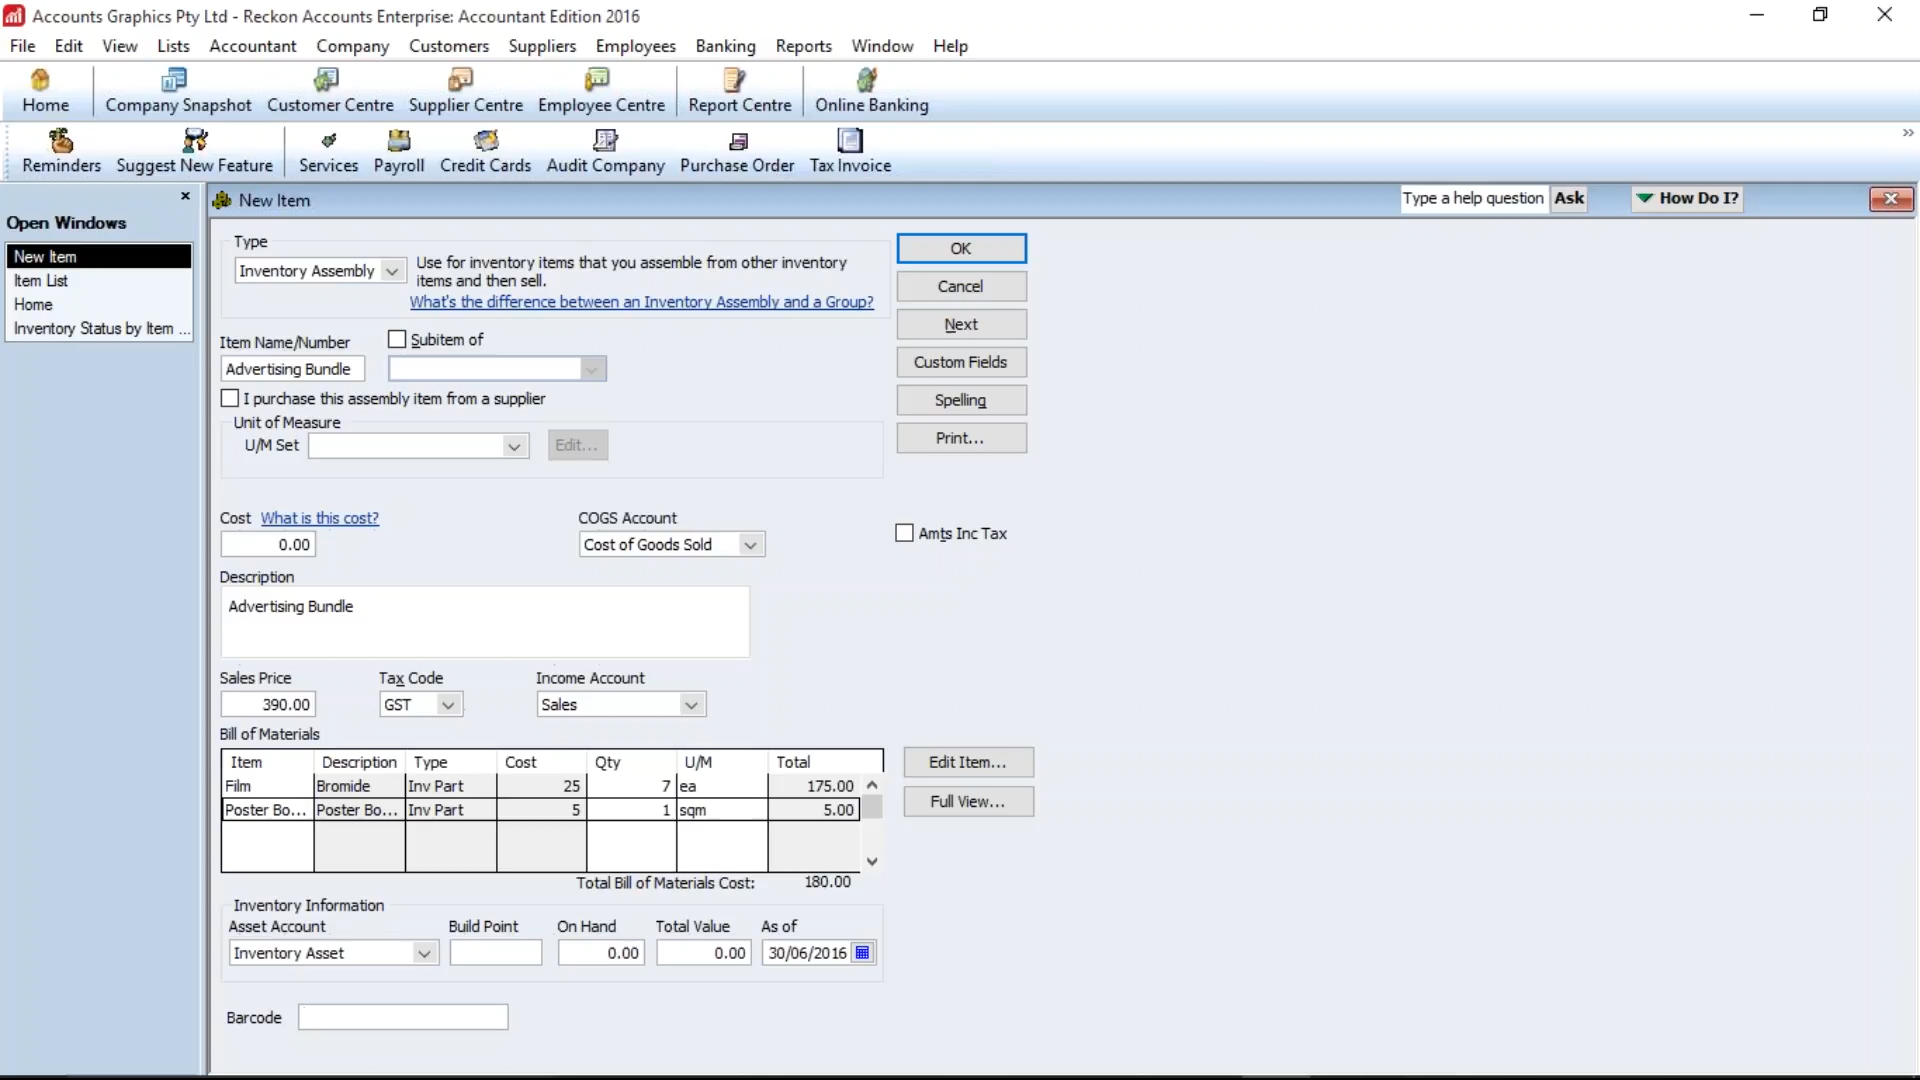 Accounts Graphics Pty Ltd - Reckon Accounts Enterprise: Accountant Edition 2016
File Edit View Lists Accountant Company Customers Suppliers Employees Banking Reports Window Help
Home Company Snapshot Customer Centre Supplier Centre Employee Centre Report Centre Online Banking
Reminders Suggest New Feature Services Payroll Credit Cards Audit Company Purchase Order Tax Invoice
Open Windows
New Item
Item List
Home
Inventory Status by Item ...
New Item Type a help question Ask How Do I?
Type
Inventory Assembly
Use for inventory items that you assemble from other inventory
items and then sell.
What's the difference between an Inventory Assembly and a Group?
OK
Cancel
Next
Custom Fields
Spelling
Print...
Item Name/Number Subitem of
Advertising Bundle
I purchase this assembly item from a supplier
Unit of Measure
U/M Set Edit...
Cost What is this cost? COGS Account
0.00 Cost of Goods Sold Amts Inc Tax
Description
Advertising Bundle
Sales Price Tax Code Income Account
390.00 GST Sales
Bill of Materials
Item Description Type Cost Qty U/M Total
Film Bromide Inv Part 25 7 ea 175.00
Poster Bo... Poster Bo... Inv Part 5 1 sqm 5.00
Total Bill of Materials Cost: 180.00
Edit Item...
Full View...
Inventory Information
Asset Account Build Point On Hand Total Value As of
Inventory Asset 0.00 0.00 30/06/2016
Barcode